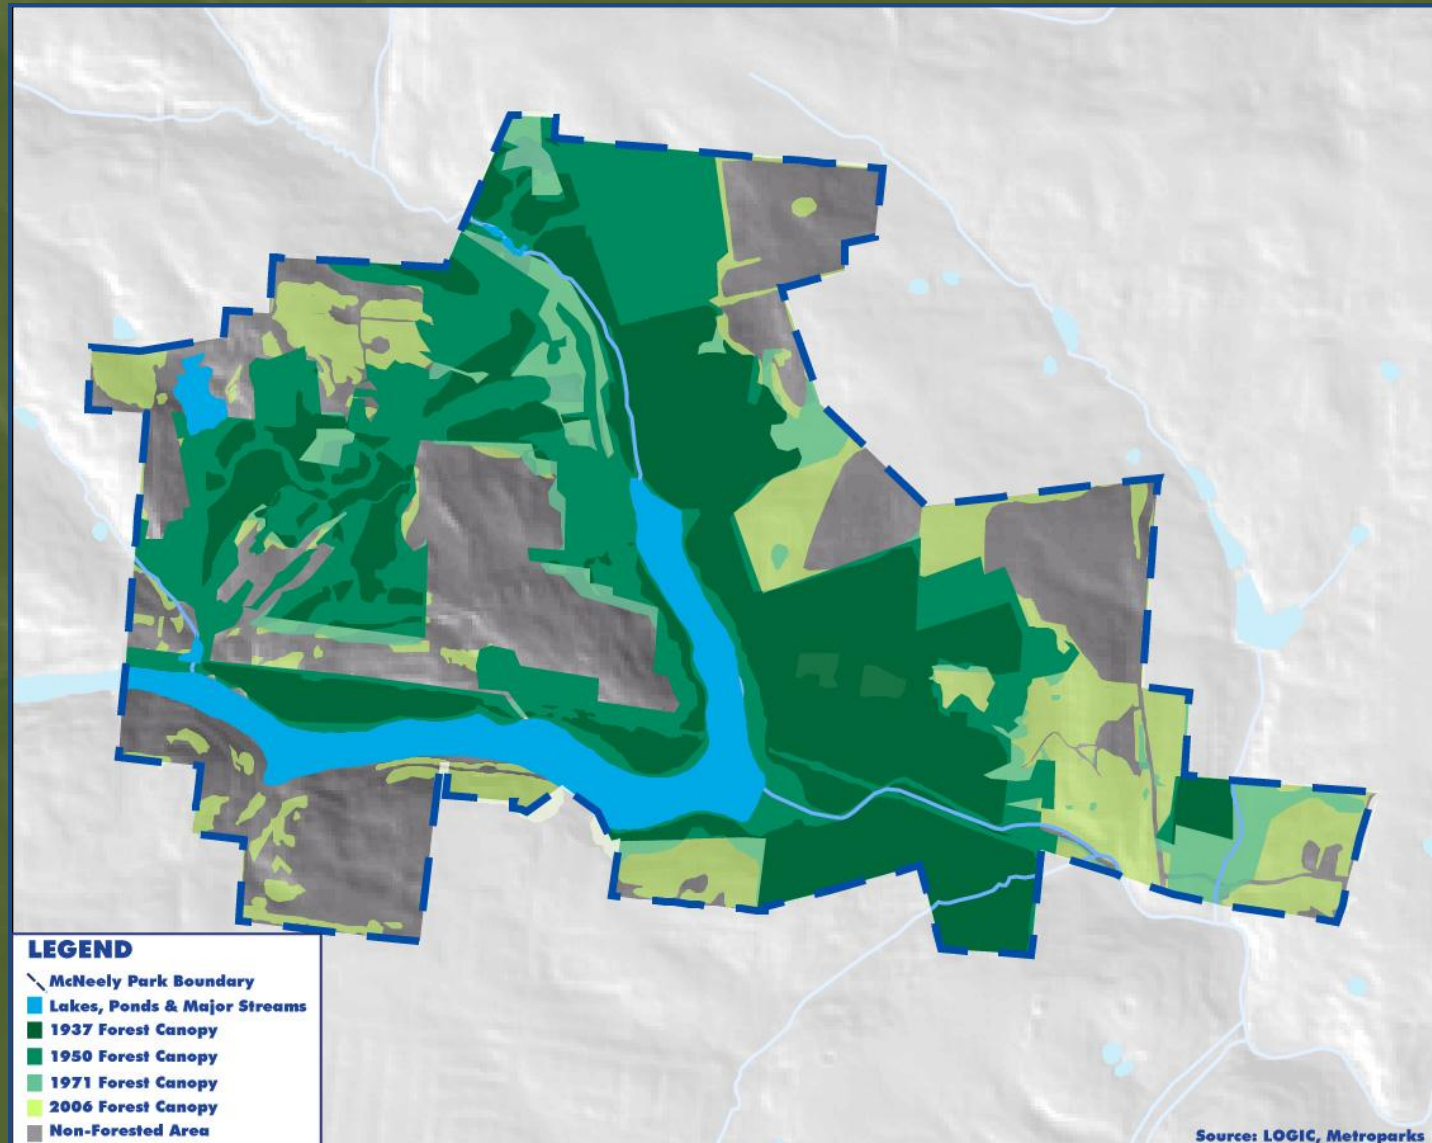 LEGEND
McNeely Park Boundary
Lakes, Ponds & Major Streams
1937 Forest Canopy
1950 Forest Canopy
1971 Forest Canopy
2006 Forest Canopy
Non-Forested Area
Source: LOGIC, Metroparks